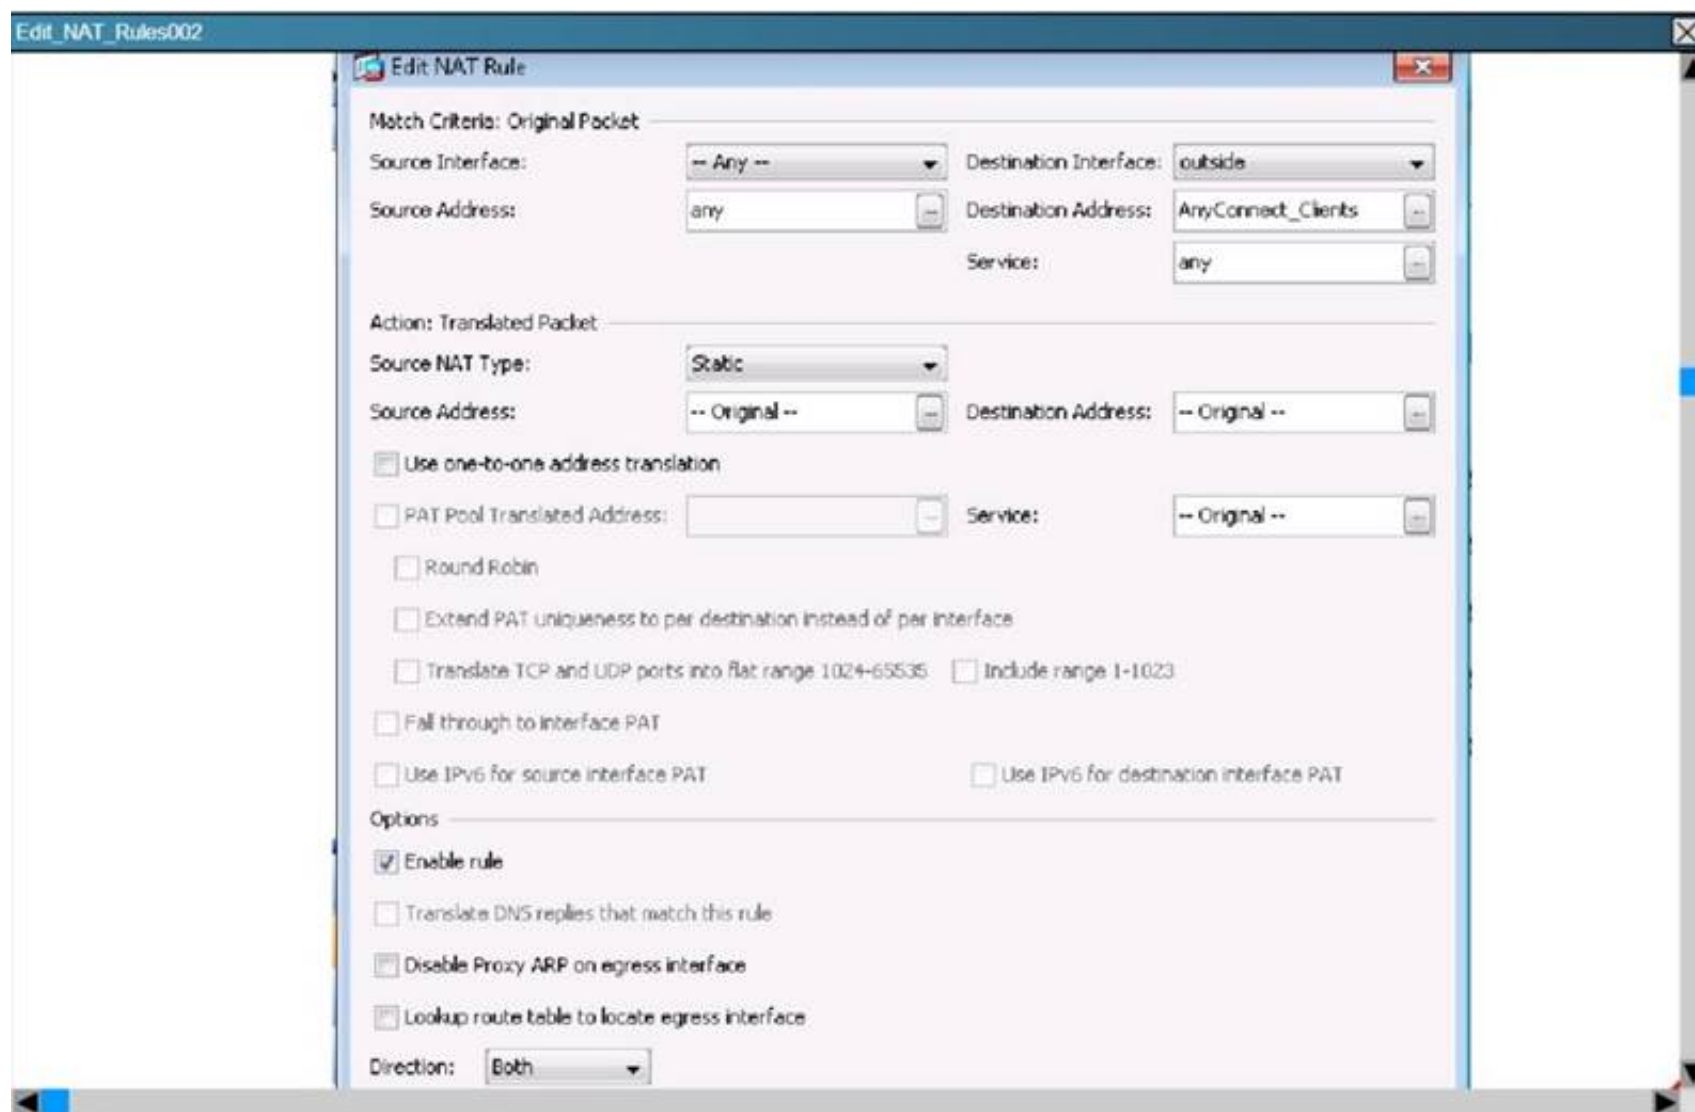 Edit_NAT_Rules002
Edit NAT Rule
Match Criteria: Original Packet
Source Interface: -- Any -- Destination Interface: outside
Source Address: any Destination Address: AnyConnect_Clients
Service: any
Action: Translated Packet
Source NAT Type: Static
Source Address: -- Original -- Destination Address: -- Original --
Use one-to-one address translation
PAT Pool Translated Address: Service: -- Original --
Round Robin
Extend PAT uniqueness to per destination instead of per interface
Translate TCP and UDP ports into flat range 1024-65535 Include range 1-1023
Fall through to interface PAT
Use IPv6 for source interface PAT Use IPv6 for destination interface PAT
Options
Enable rule
Translate DNS replies that match this rule
Disable Proxy ARP on egress interface
Lookup route table to locate egress interface
Direction: Both